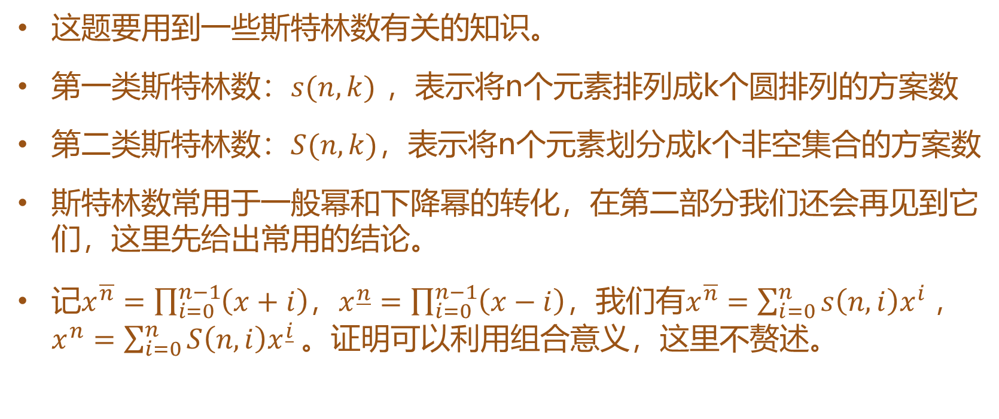 • 这题要用到一些斯特林数有关的知识。
• 第一类斯特林数：$s(n,k)$ ，表示将n个元素排列成k个圆排列的方案数
• 第二类斯特林数：$S(n,k)$，表示将n个元素划分成k个非空集合的方案数
• 斯特林数常用于一般幂和下降幂的转化，在第二部分我们还会再见到它
们，这里先给出常用的结论。
• 记$x^{\overline{n}} = \prod_{i=0}^{n-1}(x+i)$，$x^{\underline{n}} = \prod_{i=0}^{n-1}(x-i)$，我们有$x^{\overline{n}} = \sum_{i=0}^{n} s(n,i)x^i$ ，
$x^n = \sum_{i=0}^{n} S(n,i)x^{\underline{i}}$ 。证明可以利用组合意义，这里不赘述。